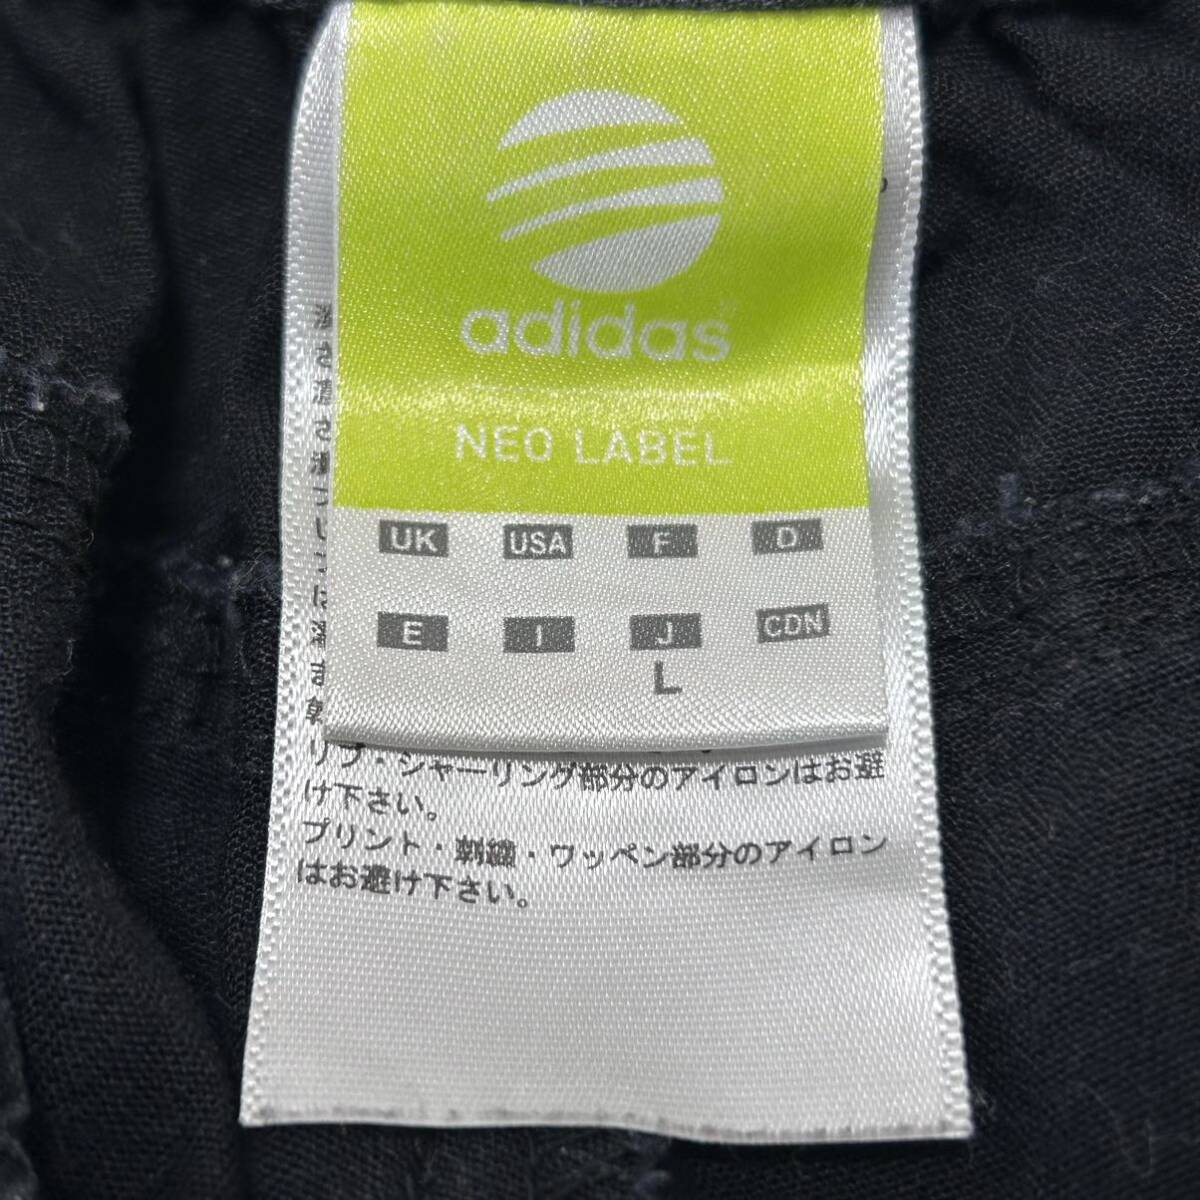 adidas
NEO LABEL
UK USA F D
E I J CDN
L
リブ・シャーリング部分のアイロンはお避
け下さい。
プリント・刺繍・ワッペン部分のアイロン
はお避け下さい。